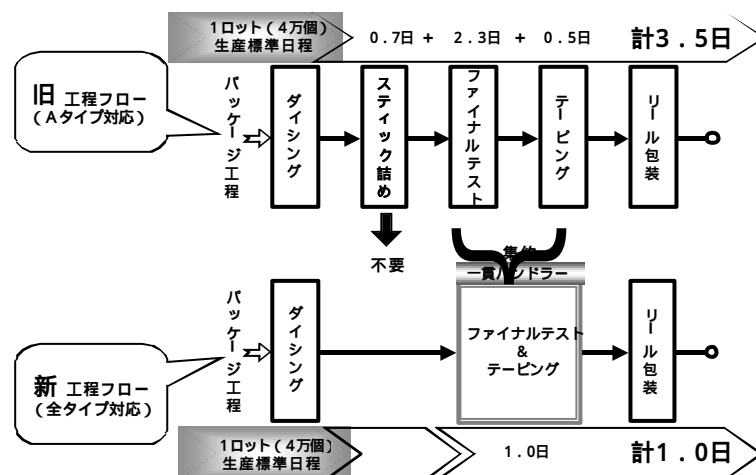 1ロット(4万個)
生産標準日程
0.7日 + 2.3日 + 0.5日
計3.5日
旧 工程フロー
(Aタイプ対応)
パッケージ工程
ダイシング
スティック詰め
ファイナルテスト
テーピング
リール包装
不要
集約
一貫ハンドラー
新 工程フロー
(全タイプ対応)
パッケージ工程
ダイシング
ファイナルテスト
&
テーピング
リール包装
1ロット(4万個)
生産標準日程
1.0日
計1.0日